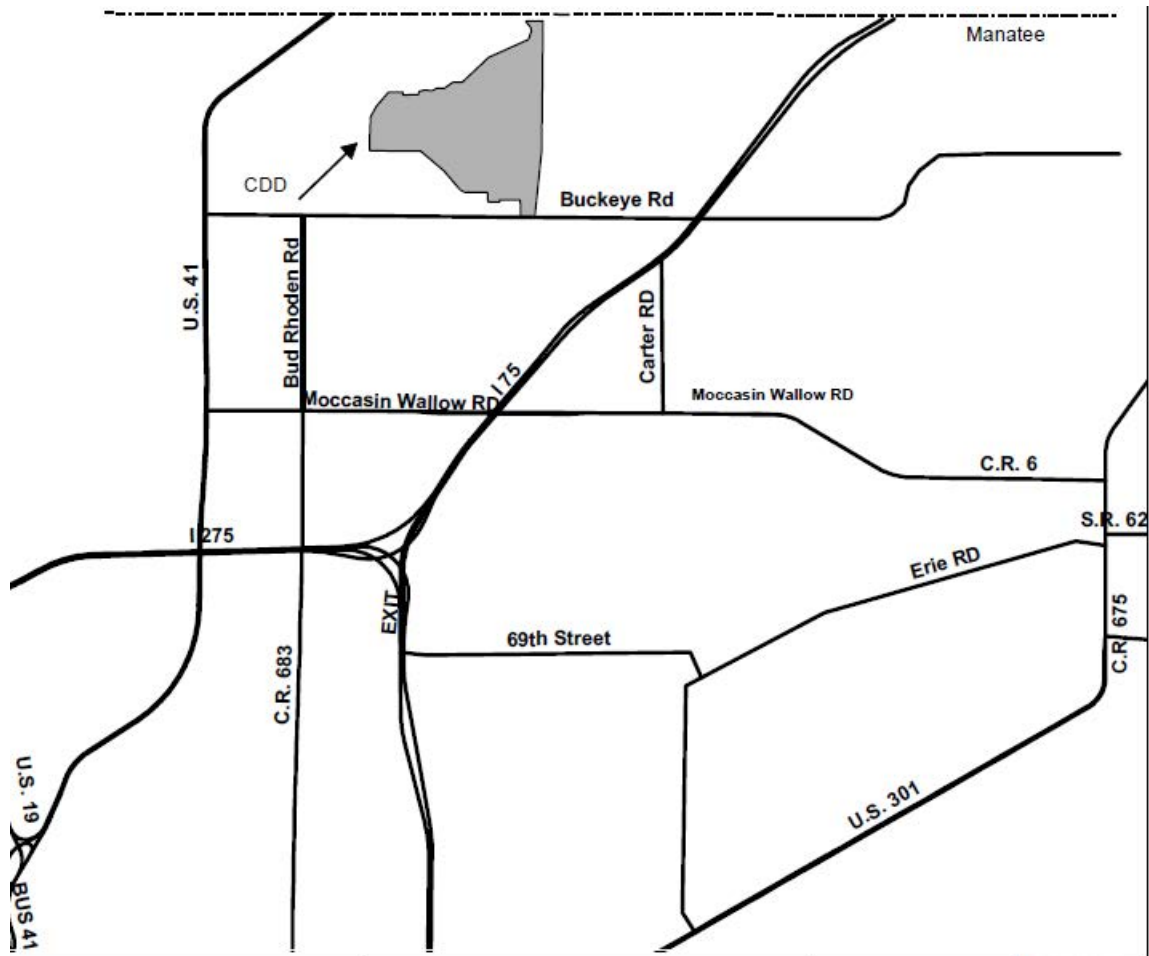 Manatee
CDD
Buckeye Rd
U.S. 41
Bud Rhoden Rd
I 75
Carter RD
Moccasin Wallow RD
Moccasin Wallow RD
C.R. 6
I 275
S.R. 62
Erie RD
EXIT
69th Street
C.R. 675
C.R. 683
U.S. 19
U.S. 301
BUS 41